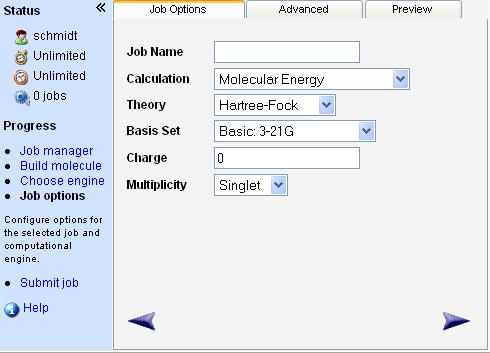 Status
schmidt
Unlimited
Unlimited
0 jobs
Progress
Job manager
Build molecule
Choose engine
Job options
Configure options for
the selected job and
computational
engine.
Submit job
Help
Job Options
Advanced
Preview
Job Name
Calculation
Molecular Energy
Theory
Hartree-Fock
Basis Set
Basic: 3-21G
Charge
0
Multiplicity
Singlet